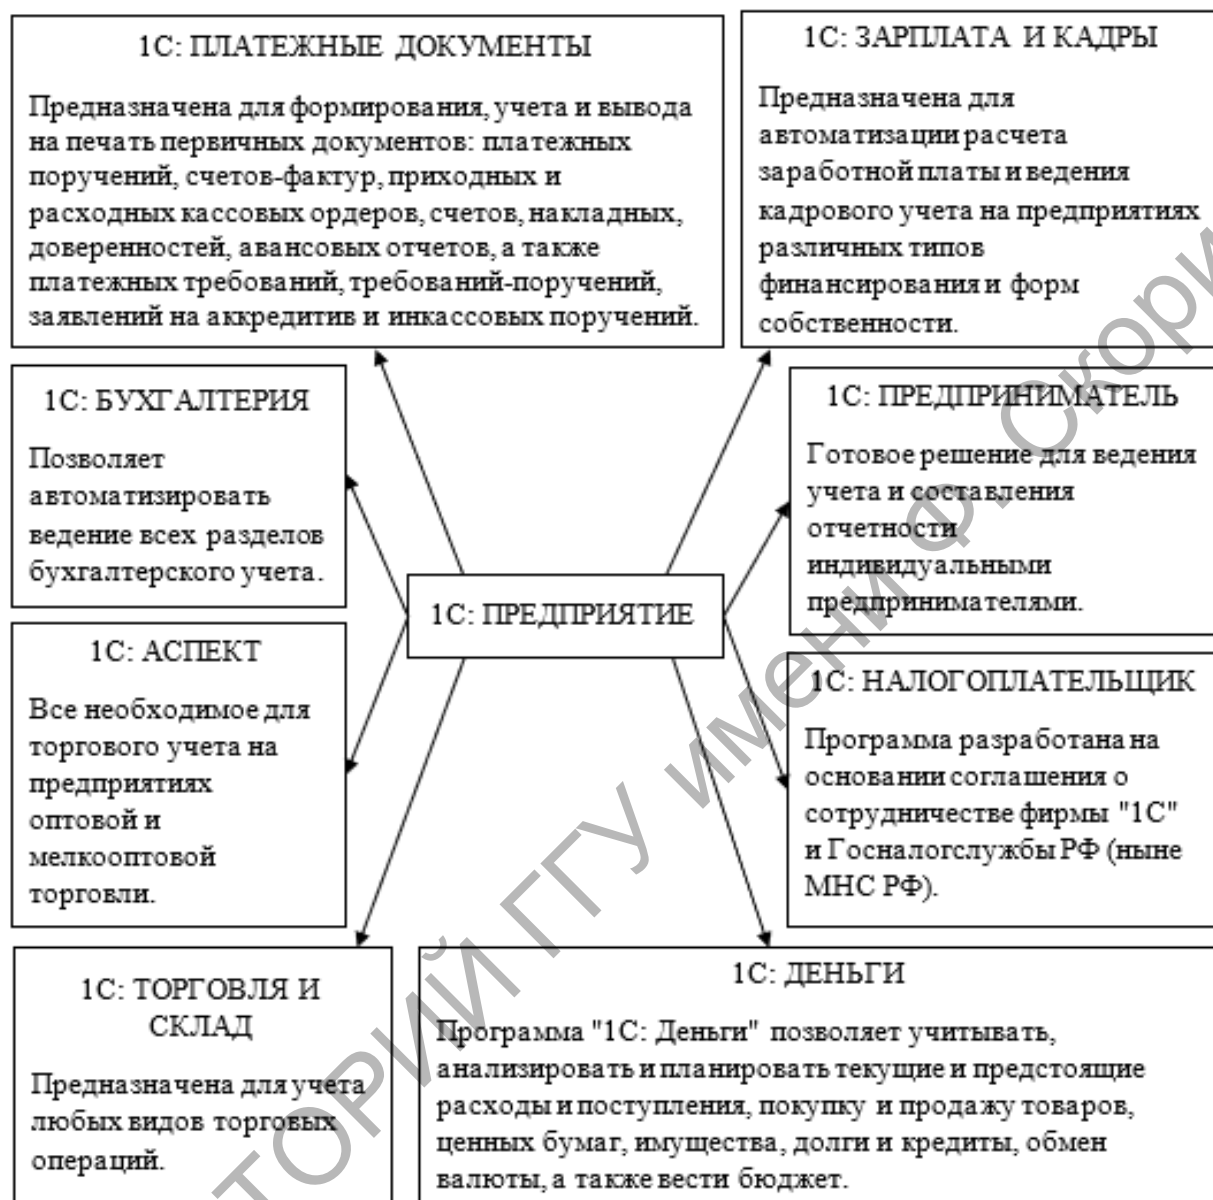 1С: ПЛАТЕЖНЫЕ ДОКУМЕНТЫ
Предназначена для формирования, учета и вывода
на печать первичных документов: платежных
поручений, счетов-фактур, приходных и
расходных кассовых ордеров, счетов, накладных,
доверенностей, авансовых отчетов, а также
платежных требований, требований-поручений,
заявлений на аккредитив и инкассовых поручений.
1С: ЗАРПЛАТА И КАДРЫ
Предназначена для
автоматизации расчета
заработной платы и ведения
кадрового учета на предприятиях
различных типов
финансирования и форм
собственности.
1С: БУХГАЛТЕРИЯ
Позволяет
автоматизировать
ведение всех разделов
бухгалтерского учета.
1С: ПРЕДПРИНИМАТЕЛЬ
Готовое решение для ведения
учета и составления
отчетности
индивидуальными
предпринимателями.
1С: ПРЕДПРИЯТИЕ
1С: АСПЕКТ
Все необходимое для
торгового учета на
предприятиях
оптовой и
мелкооптовой
торговли.
1С: НАЛОГОПЛАТЕЛЬЩИК
Программа разработана на
основании соглашения о
сотрудничестве фирмы "1С"
и Госналогслужбы РФ (ныне
МНС РФ).
1С: ТОРГОВЛЯ И
СКЛАД
Предназначена для учета
любых видов торговых
операций.
1С: ДЕНЬГИ
Программа "1С: Деньги" позволяет учитывать,
анализировать и планировать текущие и предстоящие
расходы и поступления, покупку и продажу товаров,
ценных бумаг, имущества, долги и кредиты, обмен
валюты, а также вести бюджет.
ТОРИЙ ГГУ имени Ф. Скори